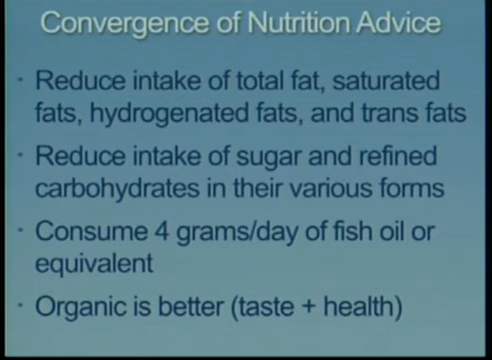 Convergence of Nutrition Advice
· Reduce intake of total fat, saturated
fats, hydrogenated fats, and trans fats
· Reduce intake of sugar and refined
carbohydrates in their various forms
· Consume 4 grams/day of fish oil or
equivalent
· Organic is better (taste + health)